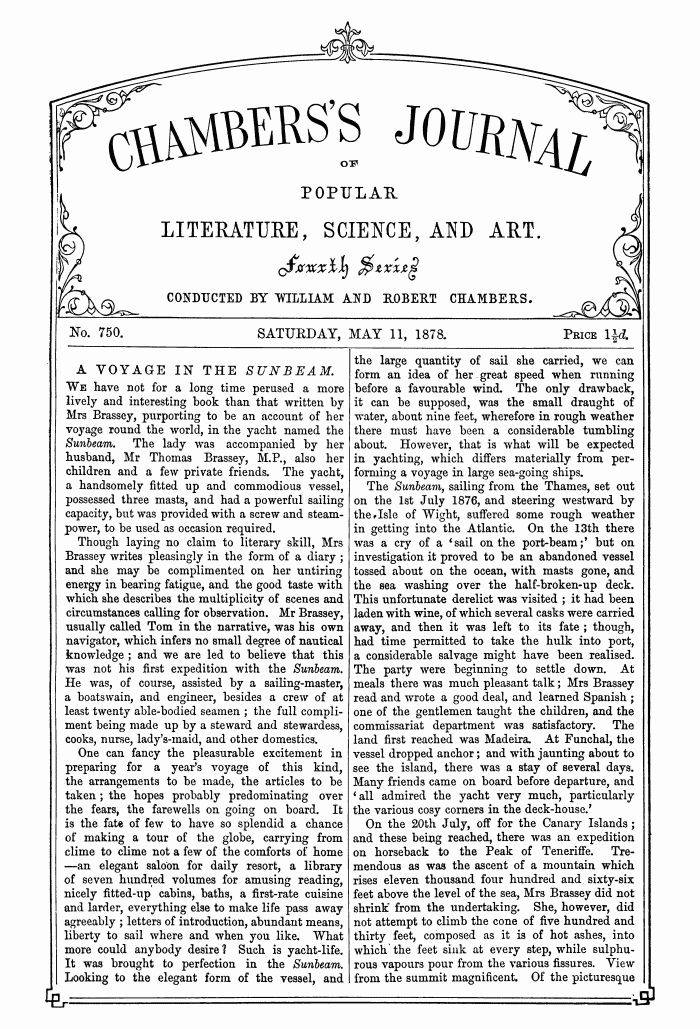 CHAMBERS'S JOURNAL
OF
POPULAR
LITERATURE, SCIENCE, AND ART.
Fourth Series
CONDUCTED BY WILLIAM AND ROBERT CHAMBERS.
No. 750.
SATURDAY, MAY 11, 1878.
PRICE 1½d.
A VOYAGE IN THE SUNBEAM.
WE have not for a long time perused a more
lively and interesting book than that written by
Mrs Brassey, purporting to be an account of her
voyage round the world, in the yacht named the
Sunbeam. The lady was accompanied by her
husband, Mr Thomas Brassey, M.P., also her
children and a few private friends. The yacht,
a handsomely fitted up and commodious vessel,
possessed three masts, and had a powerful sailing
capacity, but was provided with a screw and steam-
power, to be used as occasion required.
Though laying no claim to literary skill, Mrs
Brassey writes pleasingly in the form of a diary;
and she may be complimented on her untiring
energy in bearing fatigue, and the good taste with
which she describes the multiplicity of scenes and
circumstances calling for observation. Mr Brassey,
usually called Tom in the narrative, was his own
navigator, which infers no small degree of nautical
knowledge; and we are led to believe that this
was not his first expedition with the Sunbeam.
He was, of course, assisted by a sailing-master,
a boatswain, and engineer, besides a crew of at
least twenty able-bodied seamen; the full compli-
ment being made up by a steward and stewardess,
cooks, nurse, lady's-maid, and other domestics.
One can fancy the pleasurable excitement in
preparing for a year's voyage of this kind,
the arrangements to be made, the articles to be
taken; the hopes probably predominating over
the fears, the farewells on going on board. It
is the fate of few to have so splendid a chance
of making a tour of the globe, carrying from
clime to clime not a few of the comforts of home
—an elegant saloon for daily resort, a library
of seven hundred volumes for amusing reading,
nicely fitted-up cabins, baths, a first-rate cuisine
and larder, everything else to make life pass away
agreeably; letters of introduction, abundant means,
liberty to sail where and when you like. What
more could anybody desire? Such is yacht-life.
It was brought to perfection in the Sunbeam.
Looking to the elegant form of the vessel, and
the large quantity of sail she carried, we can
form an idea of her great speed when running
before a favourable wind. The only drawback,
it can be supposed, was the small draught of
water, about nine feet, wherefore in rough weather
there must have been a considerable tumbling
about. However, that is what will be expected
in yachting, which differs materially from per-
forming a voyage in large sea-going ships.
The Sunbeam, sailing from the Thames, set out
on the 1st July 1876, and steering westward by
the Isle of Wight, suffered some rough weather
in getting into the Atlantic. On the 13th there
was a cry of a 'sail on the port-beam;' but on
investigation it proved to be an abandoned vessel
tossed about on the ocean, with masts gone, and
the sea washing over the half-broken-up deck.
This unfortunate derelict was visited; it had been
laden with wine, of which several casks were carried
away, and then it was left to its fate; though,
had time permitted to take the hulk into port,
a considerable salvage might have been realised.
The party were beginning to settle down. At
meals there was much pleasant talk; Mrs Brassey
read and wrote a good deal, and learned Spanish;
one of the gentlemen taught the children, and the
commissariat department was satisfactory. The
land first reached was Madeira. At Funchal, the
vessel dropped anchor; and with jaunting about to
see the island, there was a stay of several days.
Many friends came on board before departure, and
'all admired the yacht very much, particularly
the various cosy corners in the deck-house.'
On the 20th July, off for the Canary Islands;
and these being reached, there was an expedition
on horseback to the Peak of Teneriffe. Tre-
mendous as was the ascent of a mountain which
rises eleven thousand four hundred and sixty-six
feet above the level of the sea, Mrs Brassey did not
shrink from the undertaking. She, however, did
not attempt to climb the cone of five hundred and
thirty feet, composed as it is of hot ashes, into
which the feet sink at every step, while sulphu-
rous vapours pour from the various fissures. View
from the summit magnificent. Of the picturesque